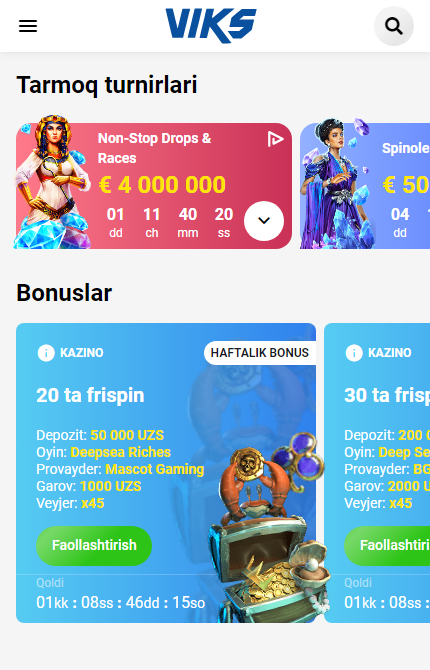 VIKS
Tarmoq turnirlari
Non-Stop Drops &
Races
€ 4 000 000
01 11 40 20
dd ch mm ss
Spinole
€ 50
04
dd
Bonuslar
KAZINO
HAFTALIK BONUS
20 ta frispin
Depozit: 50 000 UZS
Oyin: Deepsea Riches
Provayder: Mascot Gaming
Garov: 1000 UZS
Veyjer: x45
Faollashtirish
Qoldi
01kk : 08ss : 46dd : 15so
KAZINO
30 ta frisp
Depozit: 200 0
Oyin: Deep Se
Provayder: BG
Garov: 2000 U
Veyjer: x45
Faollashtiri
Qoldi
01kk : 08ss :